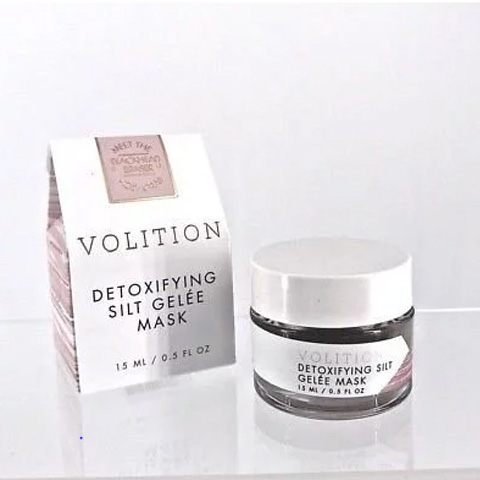 MEET THE
BLACKHEAD
ERASER
VOLITION
DETOXIFYING
SILT GELÉE
MASK
15 ML / 0.5 FL OZ
VOLITION
DETOXIFYING SILT
GELÉE MASK
15 ML / 0.5 FL OZ